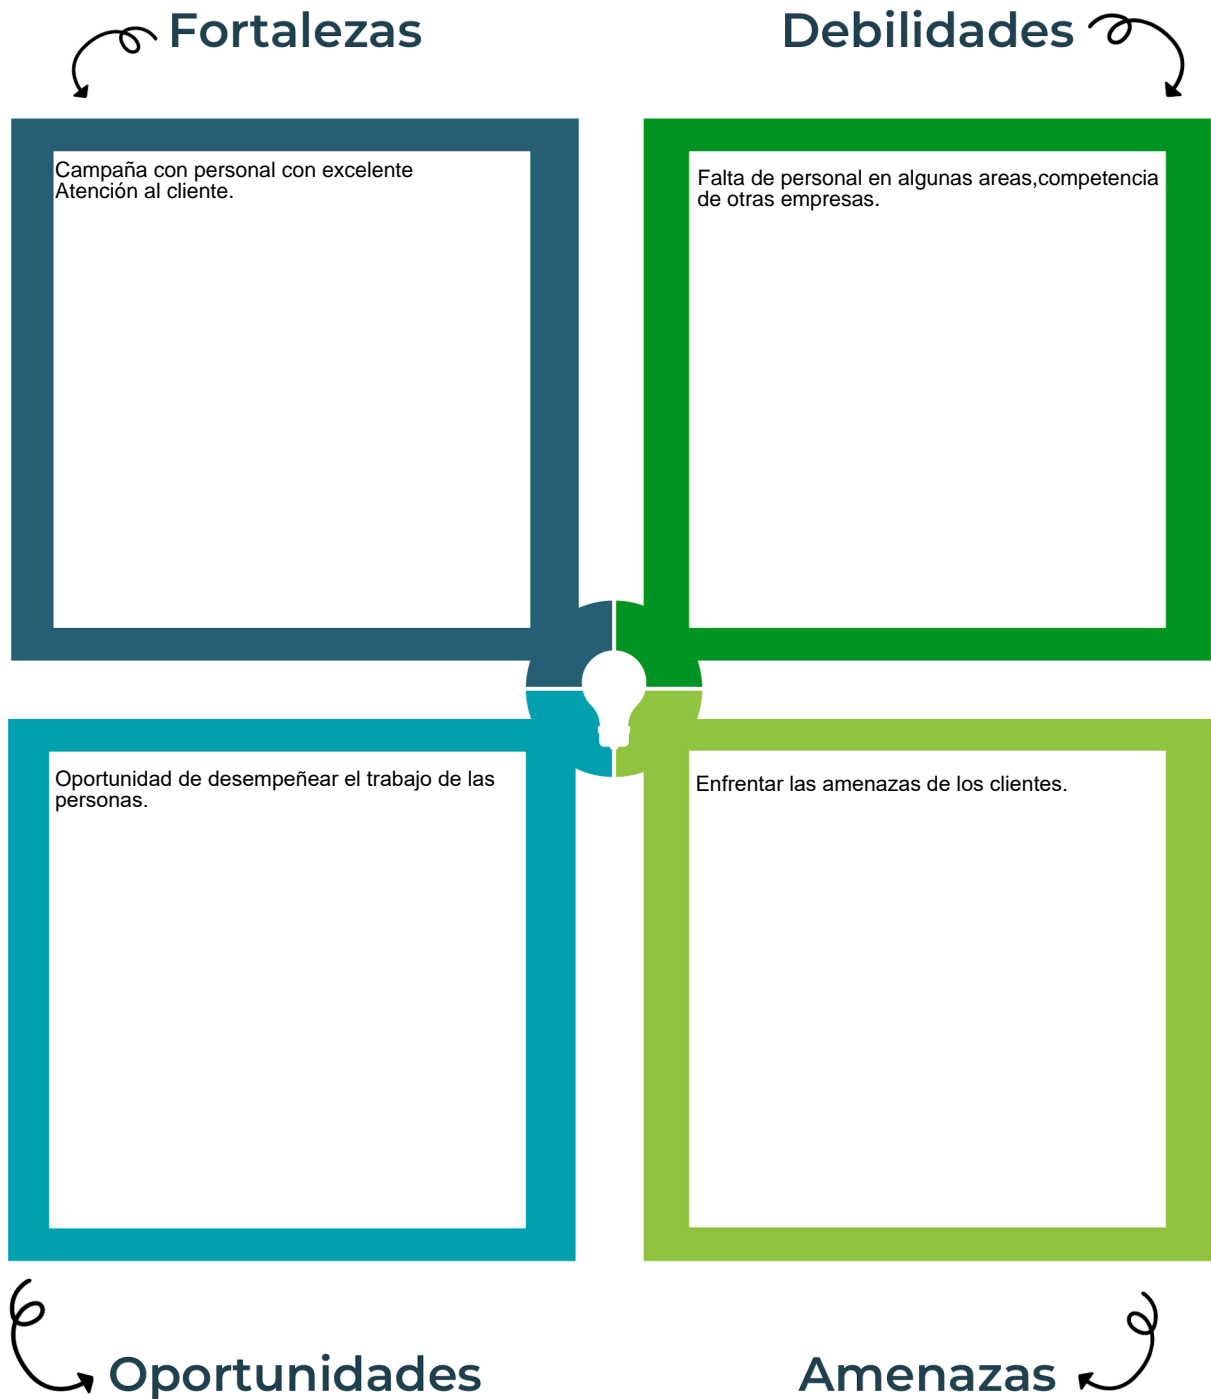 Fortalezas
Debilidades
Campaña con personal con excelente
Atención al cliente.
Falta de personal en algunas areas,competencia
de otras empresas.
Oportunidad de desempeñear el trabajo de las
personas.
Enfrentar las amenazas de los clientes.
Oportunidades
Amenazas